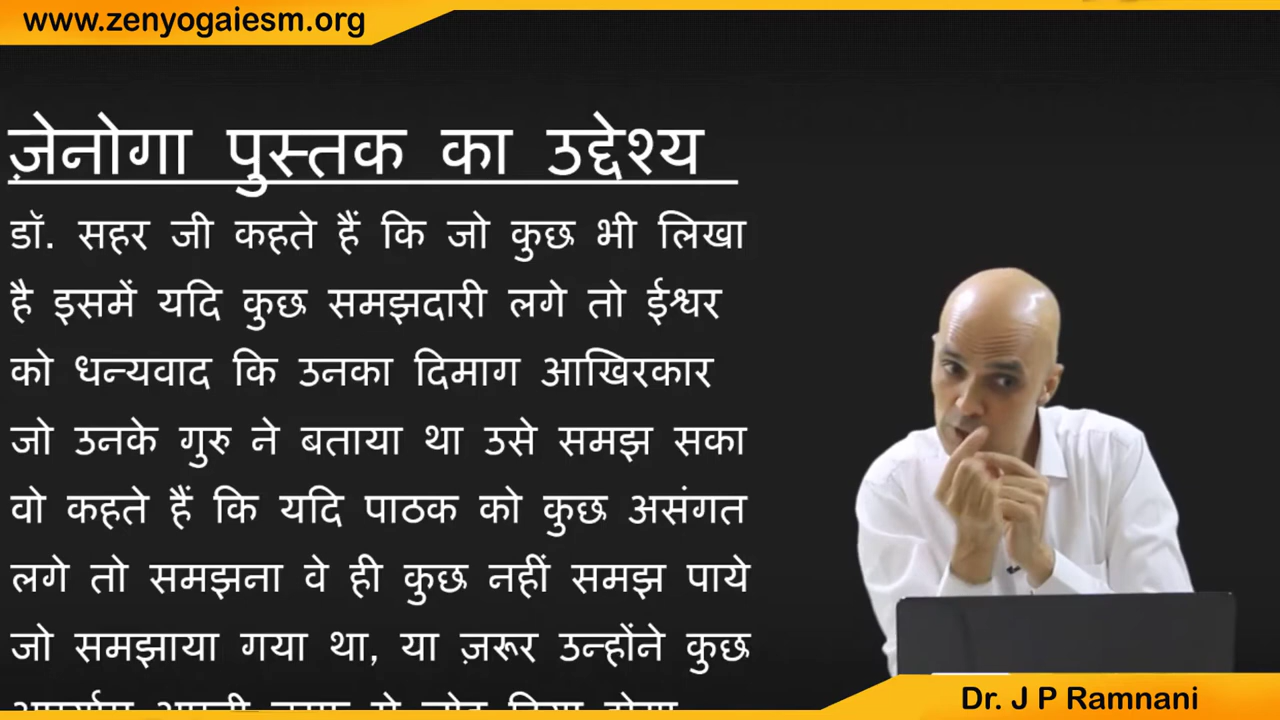 www.zenyogaiesm.org
ज़ेनोगा पुस्तक का उद्देश्य
डॉ. सहर जी कहते हैं कि जो कुछ भी लिखा
है इसमें यदि कुछ समझदारी लगे तो ईश्वर
को धन्यवाद कि उनका दिमाग आखिरकार
जो उनके गुरु ने बताया था उसे समझ सका
वो कहते हैं कि यदि पाठक को कुछ असंगत
लगे तो समझना वे ही कुछ नहीं समझ पाये
जो समझाया गया था, या ज़रूर उन्होंने कुछ
Dr. J P Ramnani